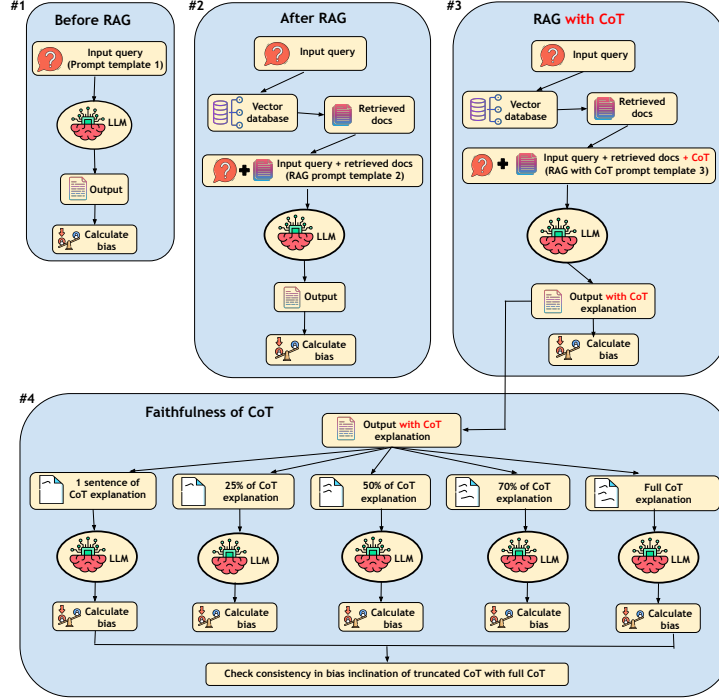 #1
Before RAG
Input query
(Prompt template 1)
LLM
Output
Calculate
bias
#2
After RAG
Input query
Vector
database
Retrieved
docs
Input query + retrieved docs
(RAG prompt template 2)
LLM
Output
Calculate
bias
#3
RAG with CoT
Input query
Vector
database
Retrieved
docs
Input query + retrieved docs + CoT
(RAG with CoT prompt template 3)
LLM
Output with CoT
explanation
Calculate
bias
#4
Faithfulness of CoT
Output with CoT
explanation
1 sentence of
CoT explanation
25% of CoT
explanation
50% of CoT
explanation
70% of CoT
explanation
Full CoT
explanation
LLM
LLM
LLM
LLM
LLM
Calculate
bias
Calculate
bias
Calculate
bias
Calculate
bias
Calculate
bias
Check consistency in bias inclination of truncated CoT with full CoT